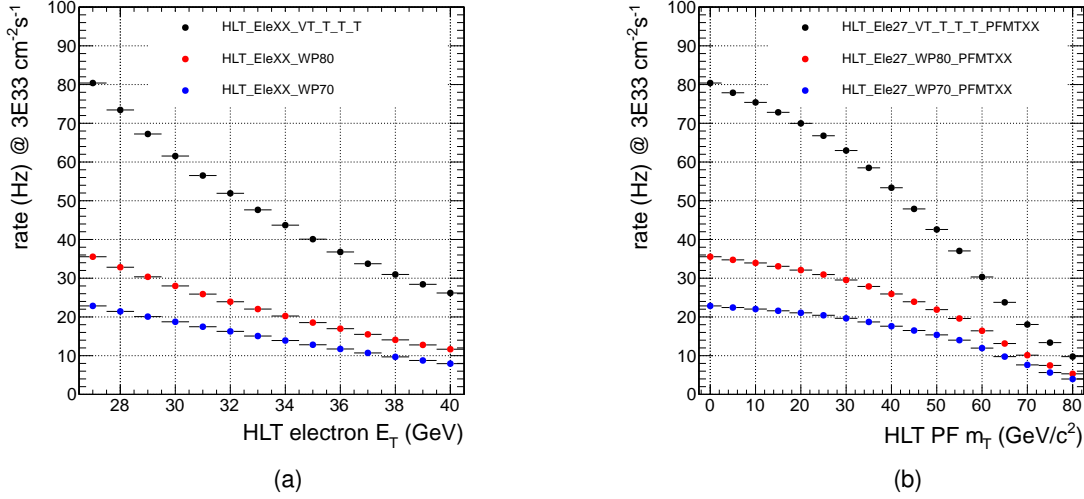 rate (Hz) @ 3E33 cm-2s-1
100
90
80
70
60
50
40
30
20
10
0
HLT_EleXX_VT_T_T_T
HLT_EleXX_WP80
HLT_EleXX_WP70
28 30 32 34 36 38 40
HLT electron E_T (GeV)
(a)
rate (Hz) @ 3E33 cm-2s-1
100
90
80
70
60
50
40
30
20
10
0
HLT_Ele27_VT_T_T_T_PFMTXX
HLT_Ele27_WP80_PFMTXX
HLT_Ele27_WP70_PFMTXX
0 10 20 30 40 50 60 70 80
HLT PF m_T (GeV/c²)
(b)